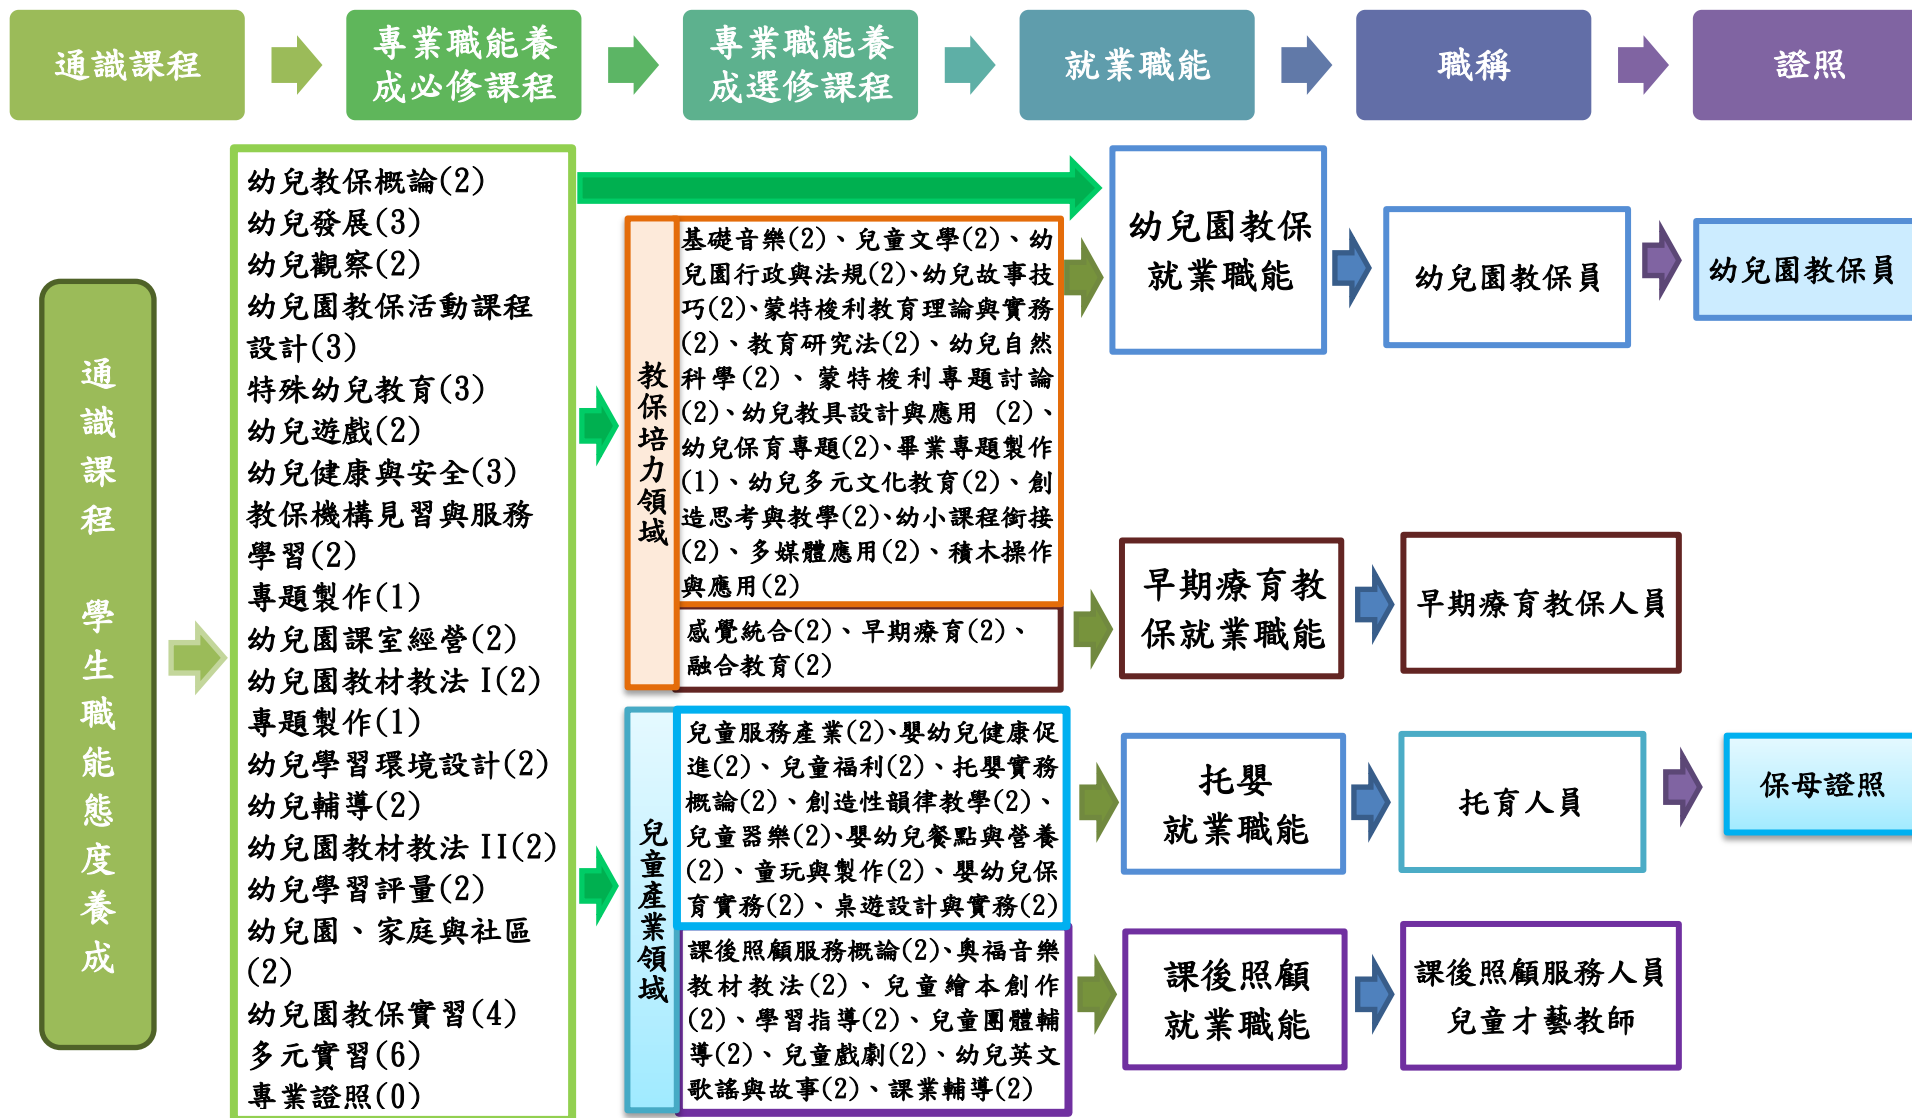 通識課程
專業職能養
成必修課程
專業職能養
成選修課程
就業職能
職稱
證照
通識課程 學生職能態度養成
幼兒教保概論(2)
幼兒發展(3)
幼兒觀察(2)
幼兒園教保活動課程
設計(3)
特殊幼兒教育(3)
幼兒遊戲(2)
幼兒健康與安全(3)
教保機構見習與服務
學習(2)
專題製作(1)
幼兒園課室經營(2)
幼兒園教材教法 I(2)
專題製作(1)
幼兒學習環境設計(2)
幼兒輔導(2)
幼兒園教材教法 II(2)
幼兒學習評量(2)
幼兒園、家庭與社區
(2)
幼兒園教保實習(4)
多元實習(6)
專業證照(0)
教保培力領域
基礎音樂(2)、兒童文學(2)、幼
兒園行政與法規(2)、幼兒故事技
巧(2)、蒙特梭利教育理論與實務
(2)、教育研究法(2)、幼兒自然
科學(2)、蒙特梭利專題討論
(2)、幼兒教具設計與應用 (2)、
幼兒保育專題(2)、畢業專題製作
(1)、幼兒多元文化教育(2)、創
造思考與教學(2)、幼小課程銜接
(2)、多媒體應用(2)、積木操作
與應用(2)
感覺統合(2)、早期療育(2)、
融合教育(2)
兒童產業領域
兒童服務產業(2)、嬰幼兒健康促
進(2)、兒童福利(2)、托嬰實務
概論(2)、創造性韻律教學(2)、
兒童器樂(2)、嬰幼兒餐點與營養
(2)、童玩與製作(2)、嬰幼兒保
育實務(2)、桌遊設計與實務(2)
課後照顧服務概論(2)、奧福音樂
教材教法(2)、兒童繪本創作
(2)、學習指導(2)、兒童團體輔
導(2)、兒童戲劇(2)、幼兒英文
歌謠與故事(2)、課業輔導(2)
幼兒園教保
就業職能
幼兒園教保員
幼兒園教保員
早期療育教
保就業職能
早期療育教保人員
托嬰
就業職能
托育人員
保母證照
課後照顧
就業職能
課後照顧服務人員
兒童才藝教師